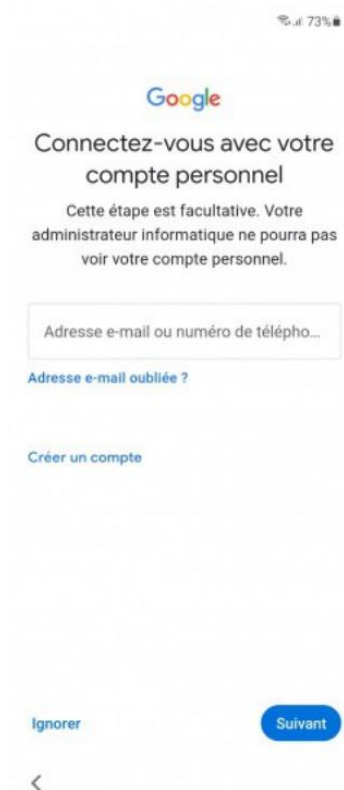 73%
Google
Connectez-vous avec votre
compte personnel
Cette étape est facultative. Votre
administrateur informatique ne pourra pas
voir votre compte personnel.
Adresse e-mail ou numéro de télépho...
Adresse e-mail oubliée ?
Créer un compte
Ignorer
Suivant